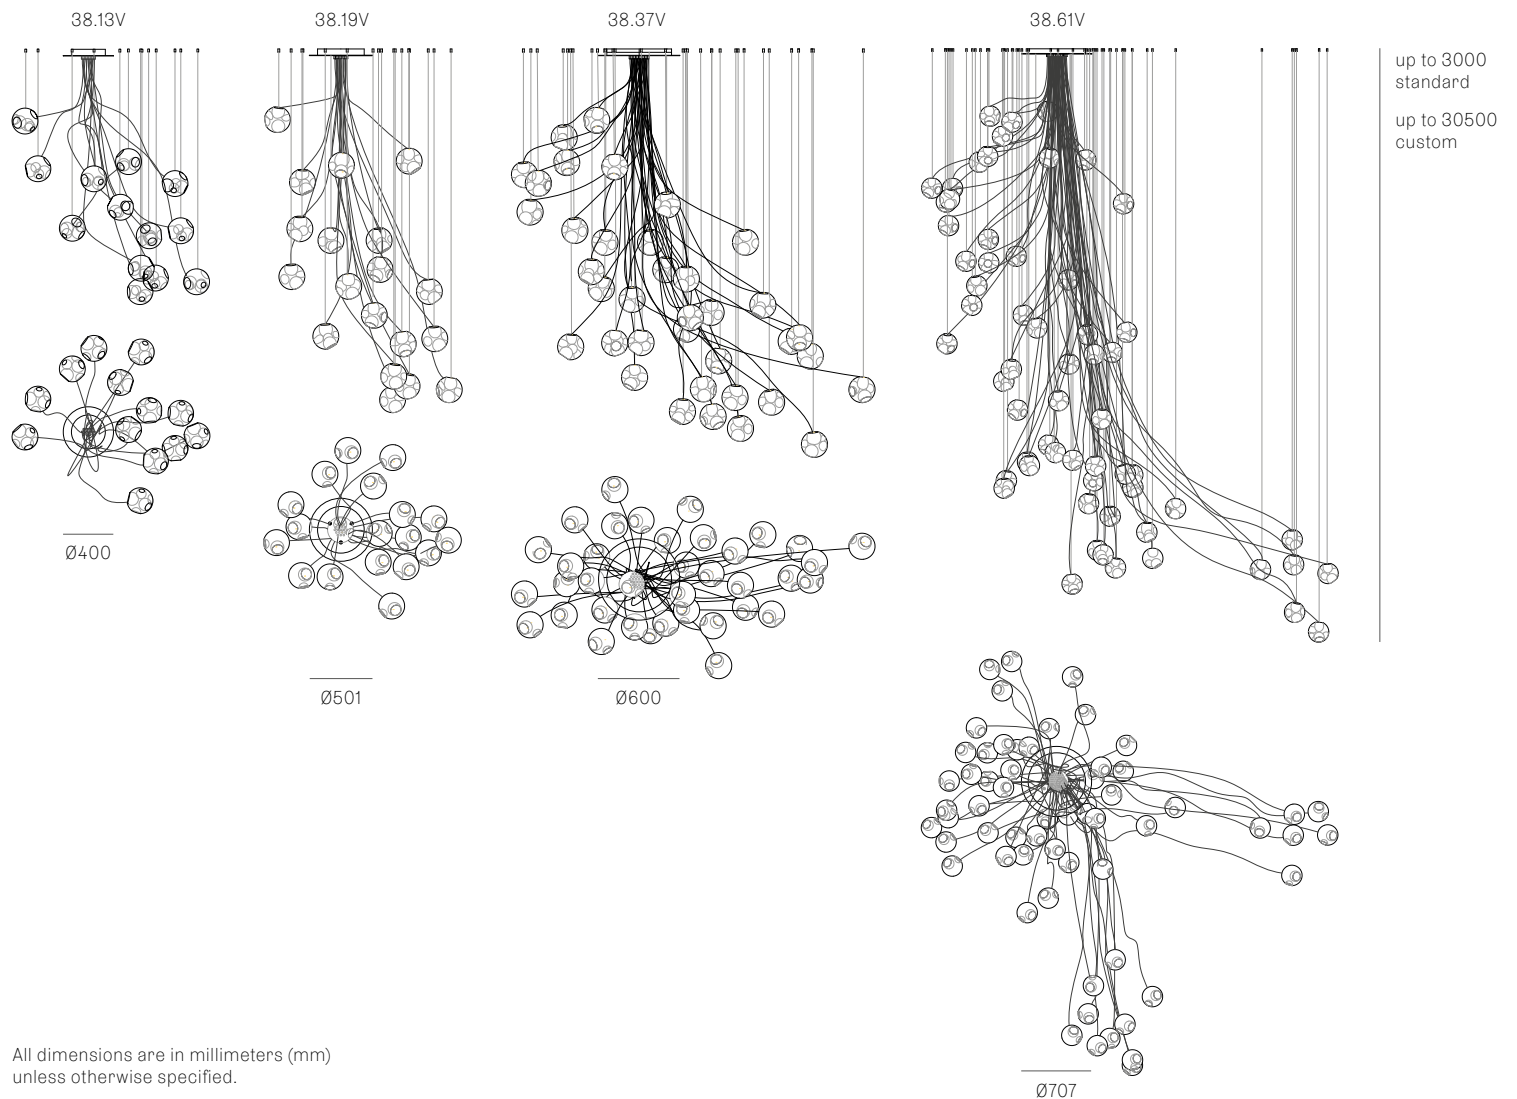 38.13V
38.19V
38.37V
38.61V
up to 3000
standard
up to 30500
custom
Ø400
Ø501
Ø600
Ø707
All dimensions are in millimeters (mm)
unless otherwise specified.